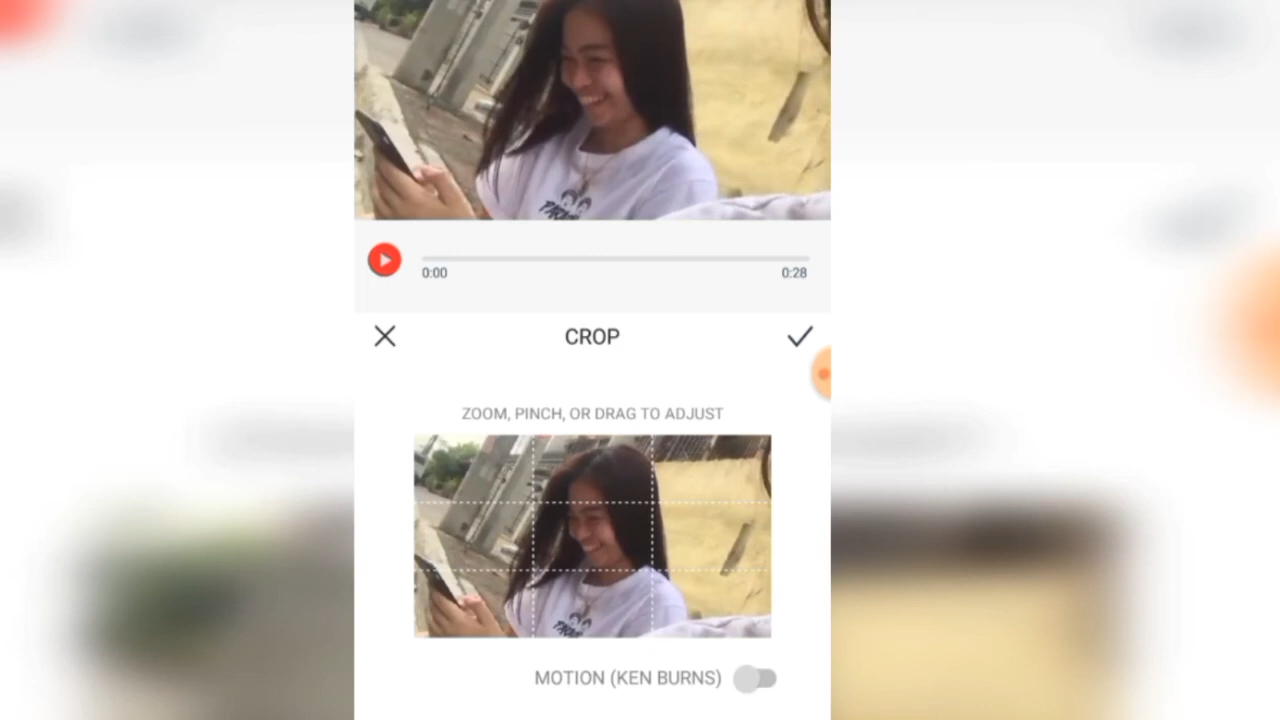 0:00
0:28
CROP
ZOOM, PINCH, OR DRAG TO ADJUST
MOTION (KEN BURNS)